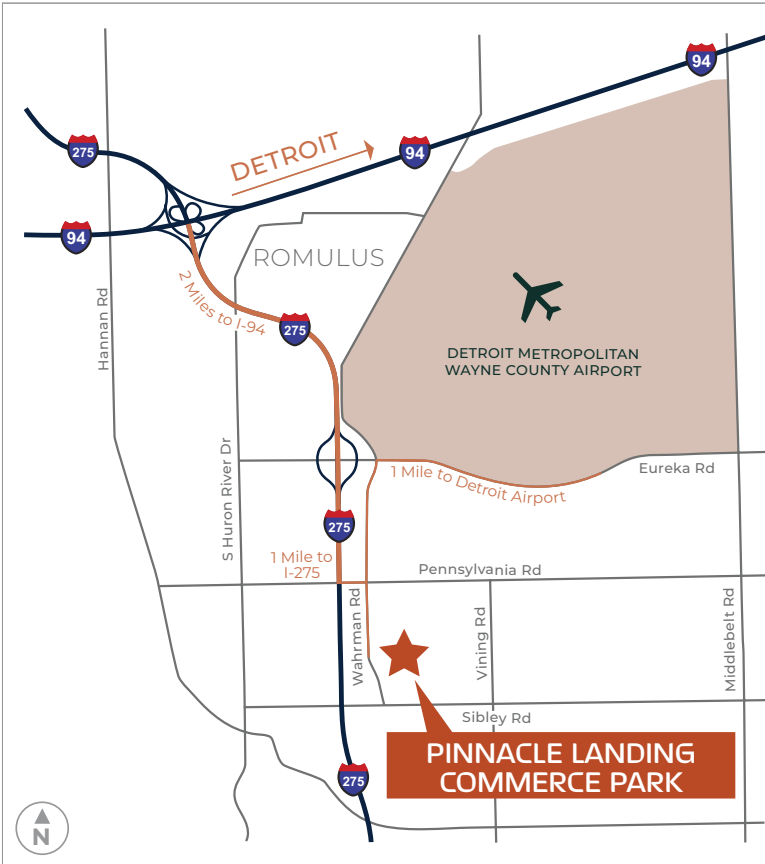 94
275
DETROIT
94
94
ROMULUS
2 Miles to I-94
275
Hannan Rd
DETROIT METROPOLITAN
WAYNE COUNTY AIRPORT
S Huron River Dr
1 Mile to Detroit Airport
Eureka Rd
275
1 Mile to
I-275
Pennsylvania Rd
Wahrman Rd
Vining Rd
Middlebelt Rd
Sibley Rd
PINNACLE LANDING
COMMERCE PARK
275
N